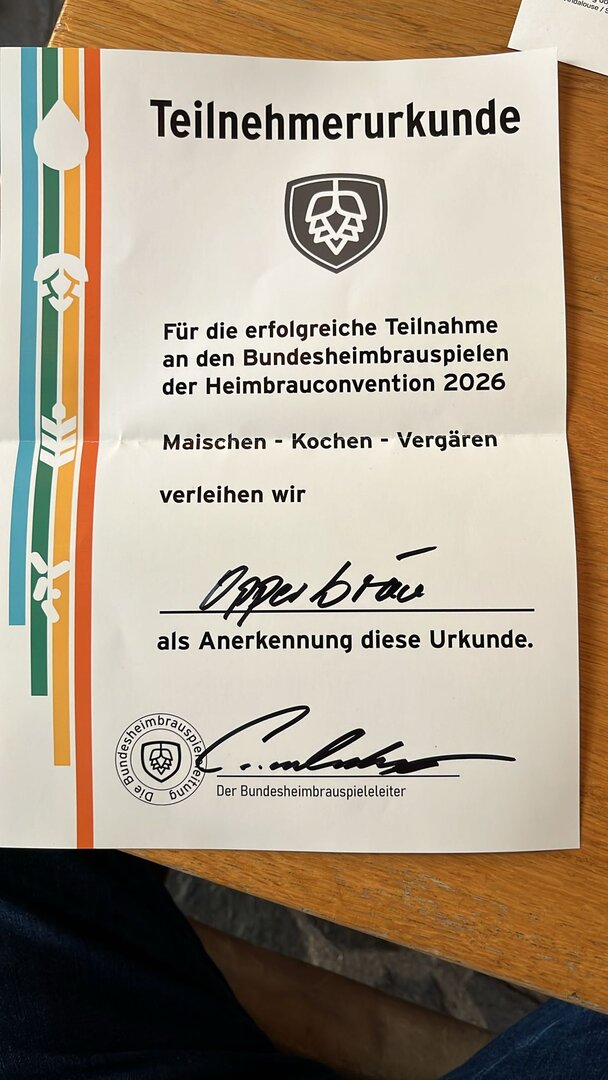 Teilnehmerurkunde
Für die erfolgreiche Teilnahme
an den Bundesheimbrauspielen
der Heimbrauconvention 2026
Maischen - Kochen - Vergären
verleihen wir
Opperbräu
als Anerkennung diese Urkunde.
Die Bundesheimbrauspielleitung
Der Bundesheimbrauspieleleiter